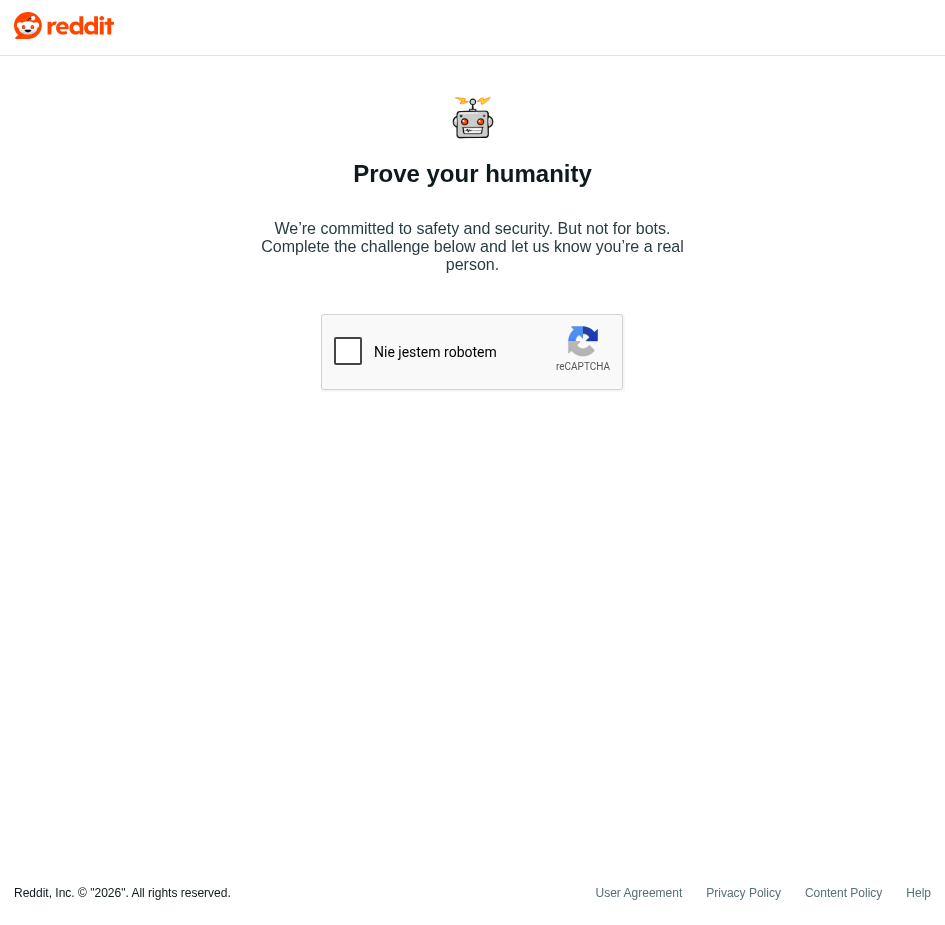 reddit
Prove your humanity
We’re committed to safety and security. But not for bots.
Complete the challenge below and let us know you’re a real
person.
Nie jestem robotem
reCAPTCHA
Reddit, Inc. © "2026". All rights reserved.
User Agreement
Privacy Policy
Content Policy
Help